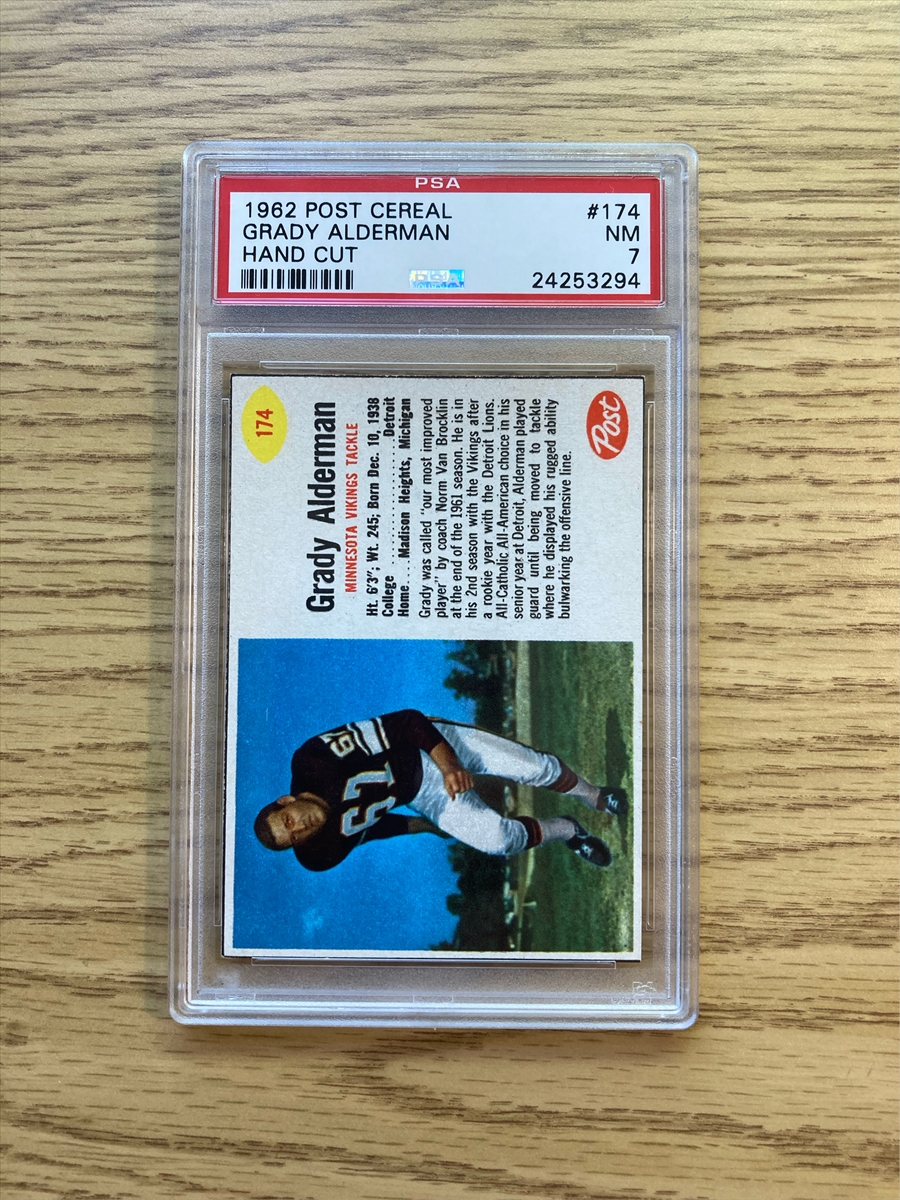 PSA
1962 POST CEREAL #174
GRADY ALDERMAN NM
HAND CUT 7
24253294
174
Grady Alderman
MINNESOTA VIKINGS TACKLE
Ht. 6'3"; Wt. 245; Born Dec. 10, 1938
College ..................Detroit
Home....Madison Heights, Michigan
Grady was called "our most improved
player" by coach Norm Van Brocklin
at the end of the 1961 season. He is in
his 2nd season with the Vikings after
a rookie year with the Detroit Lions.
All-Catholic All-American choice in his
senior year at Detroit, Alderman played
guard until being moved to tackle
where he displayed his rugged ability
bulwarking the offensive line.
Post
67
67